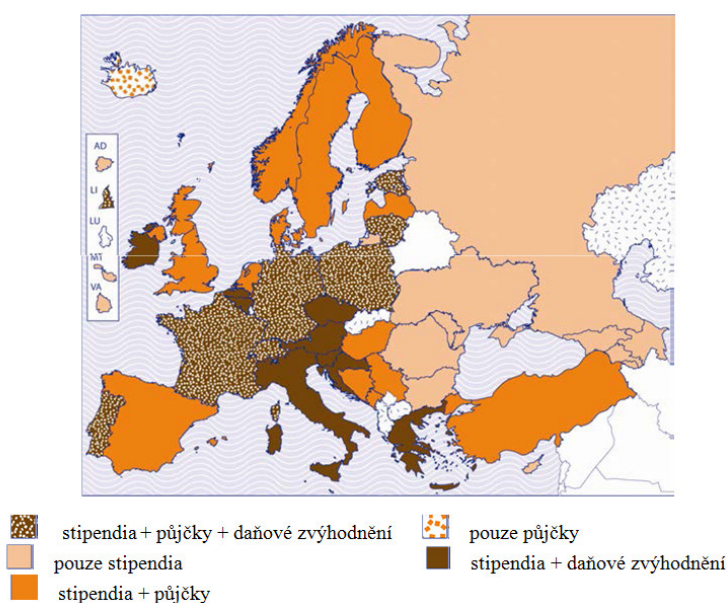 AD
LI
LU
MT
VA
stipendia + půjčky + daňové zvýhodnění
pouze půjčky
pouze stipendia
stipendia + daňové zvýhodnění
stipendia + půjčky